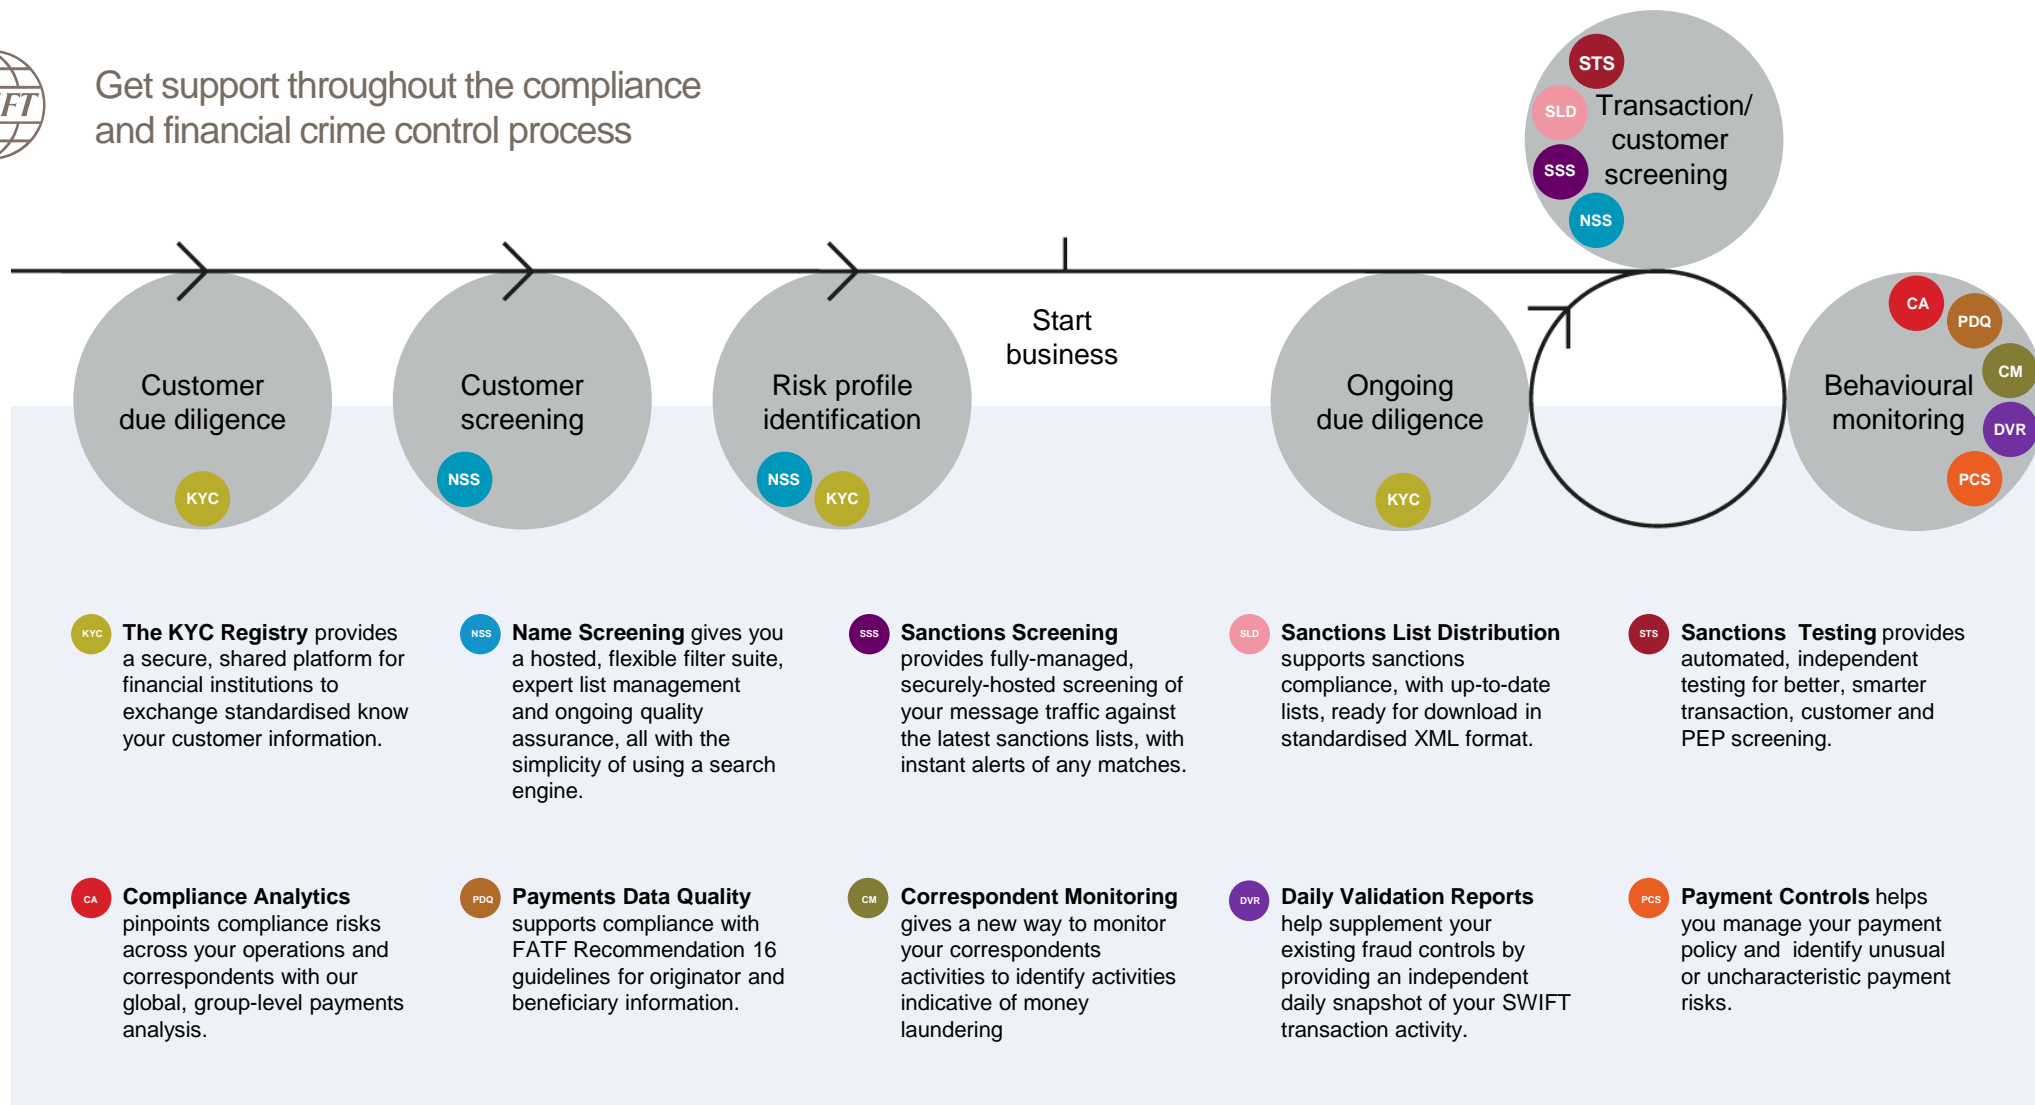 Get support throughout the compliance
and financial crime control process
STS
SLD
SSS
NSS
Transaction/
customer
screening
Customer
due diligence
KYC
Customer
screening
NSS
Risk profile
identification
NSS
KYC
Start
business
Ongoing
due diligence
KYC
Behavioural
monitoring
CA
PDQ
CM
DVR
PCS
KYC
The KYC Registry provides
a secure, shared platform for
financial institutions to
exchange standardised know
your customer information.
NSS
Name Screening gives you
a hosted, flexible filter suite,
expert list management
and ongoing quality
assurance, all with the
simplicity of using a search
engine.
SSS
Sanctions Screening
provides fully-managed,
securely-hosted screening of
your message traffic against
the latest sanctions lists, with
instant alerts of any matches.
SLD
Sanctions List Distribution
supports sanctions
compliance, with up-to-date
lists, ready for download in
standardised XML format.
STS
Sanctions Testing provides
automated, independent
testing for better, smarter
transaction, customer and
PEP screening.
CA
Compliance Analytics
pinpoints compliance risks
across your operations and
correspondents with our
global, group-level payments
analysis.
PDQ
Payments Data Quality
supports compliance with
FATF Recommendation 16
guidelines for originator and
beneficiary information.
CM
Correspondent Monitoring
gives a new way to monitor
your correspondents
activities to identify activities
indicative of money
laundering
DVR
Daily Validation Reports
help supplement your
existing fraud controls by
providing an independent
daily snapshot of your SWIFT
transaction activity.
PCS
Payment Controls helps
you manage your payment
policy and identify unusual
or uncharacteristic payment
risks.